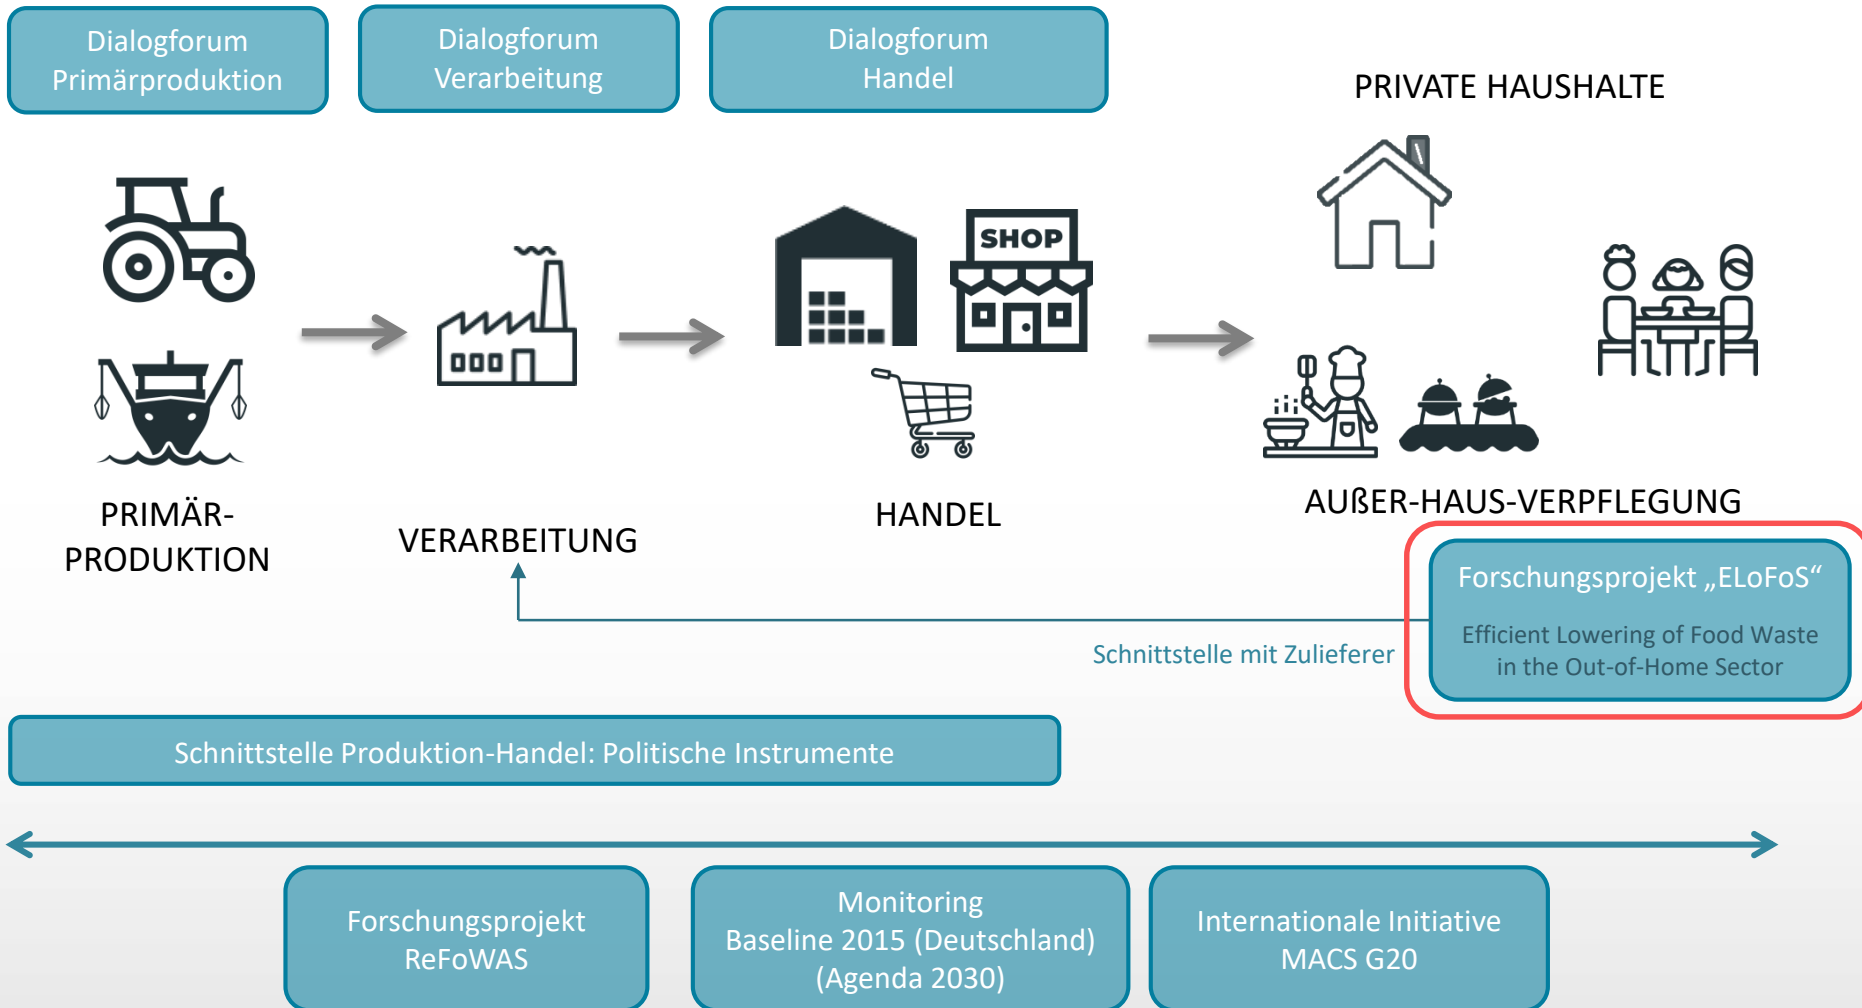 Dialogforum
Primärproduktion
Dialogforum
Verarbeitung
Dialogforum
Handel
PRIVATE HAUSHALTE
SHOP
PRIMÄR-
PRODUKTION
VERARBEITUNG
HANDEL
AUßER-HAUS-VERPFLEGUNG
Forschungsprojekt „ELoFoS“
Efficient Lowering of Food Waste
in the Out-of-Home Sector
Schnittstelle mit Zulieferer
Schnittstelle Produktion-Handel: Politische Instrumente
Forschungsprojekt
ReFoWAS
Monitoring
Baseline 2015 (Deutschland)
(Agenda 2030)
Internationale Initiative
MACS G20